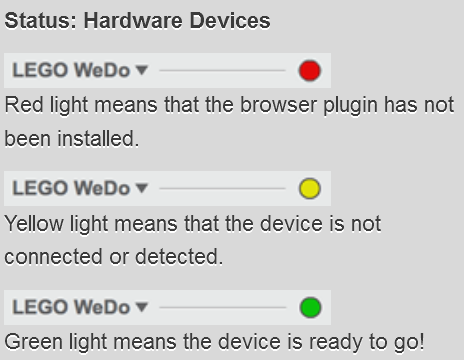 Status: Hardware Devices
LEGO WeDo ▾
Red light means that the browser plugin has not
been installed.
LEGO WeDo ▾
Yellow light means that the device is not
connected or detected.
LEGO WeDo ▾
Green light means the device is ready to go!